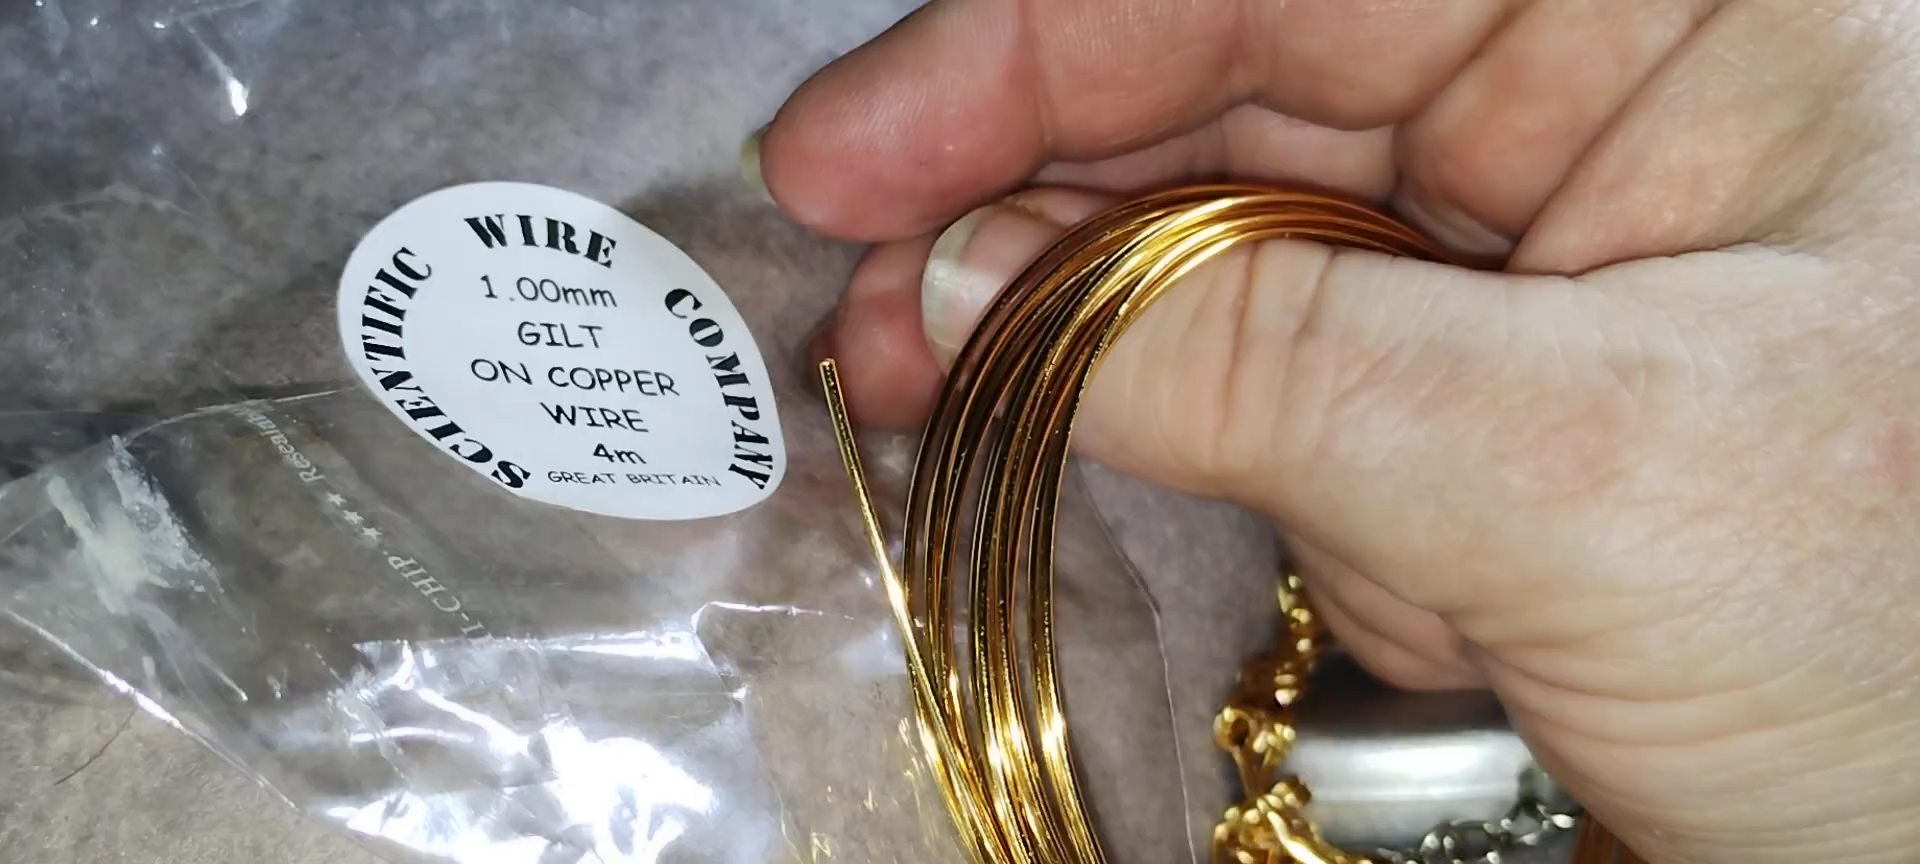 SCIENTIFIC WIRE COMPANY
1.00mm
GILT
ON COPPER
WIRE
4m
GREAT BRITAIN
Resealable